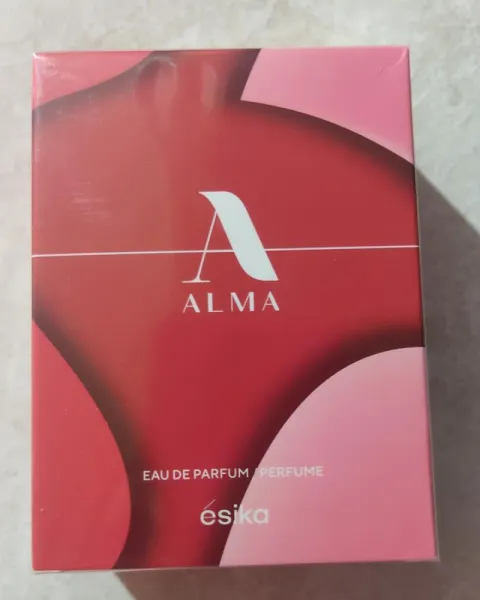 A
ALMA
EAU DE PARFUM / PERFUME
ésika